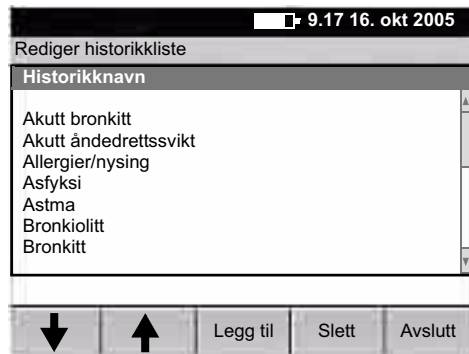 9.17 16. okt 2005
Rediger historikkliste
Historikknavn
Akutt bronkitt
Akutt åndedrettssvikt
Allergier/nysing
Asfyksi
Astma
Bronkiolitt
Bronkitt
Legg til Slett Avslutt